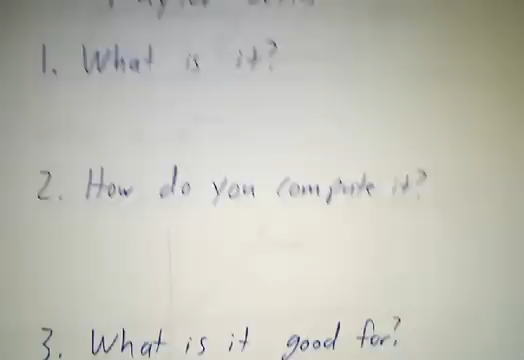 1. What is it?
2. How do you compute it?
3. What is it good for?